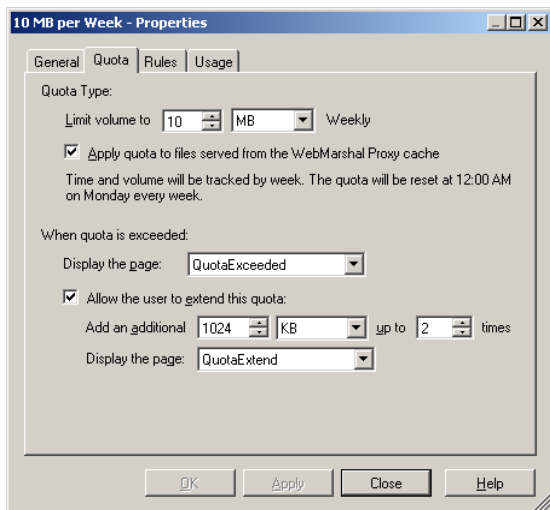 10 MB per Week - Properties
General Quota Rules Usage
Quota Type:
Limit volume to 10 MB Weekly
Apply quota to files served from the WebMarshal Proxy cache
Time and volume will be tracked by week. The quota will be reset at 12:00 AM
on Monday every week.
When quota is exceeded:
Display the page: QuotaExceeded
Allow the user to extend this quota:
Add an additional 1024 KB up to 2 times
Display the page: QuotaExtend
OK Apply Close Help